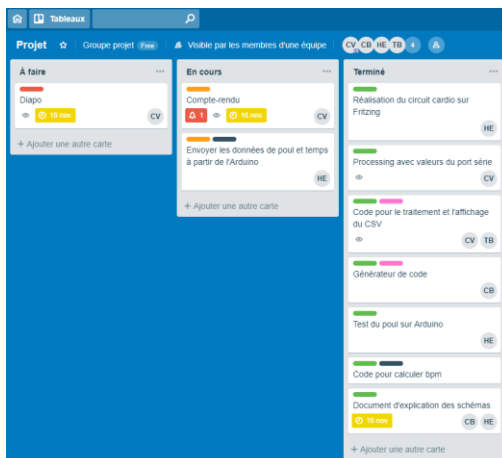 Tableaux
Projet
Groupe projet Free
Visible par les membres d'une équipe
CV CB HE TB 4
À faire
Diapo
16 nov.
CV
+ Ajouter une autre carte
En cours
Compte-rendu
1
16 nov.
CV
Envoyer les données de poul et temps
à partir de l'Arduino
HE
+ Ajouter une autre carte
Terminé
Réalisation du circuit cardio sur
Fritzing
HE
Processing avec valeurs du port série
CV
Code pour le traitement et l'affichage
du CSV
CV TB
Générateur de code
CB
Test du poul sur Arduino
HE
Code pour calculer bpm
Document d'explication des schémas
nov.
CB HE
+ Ajouter une autre carte